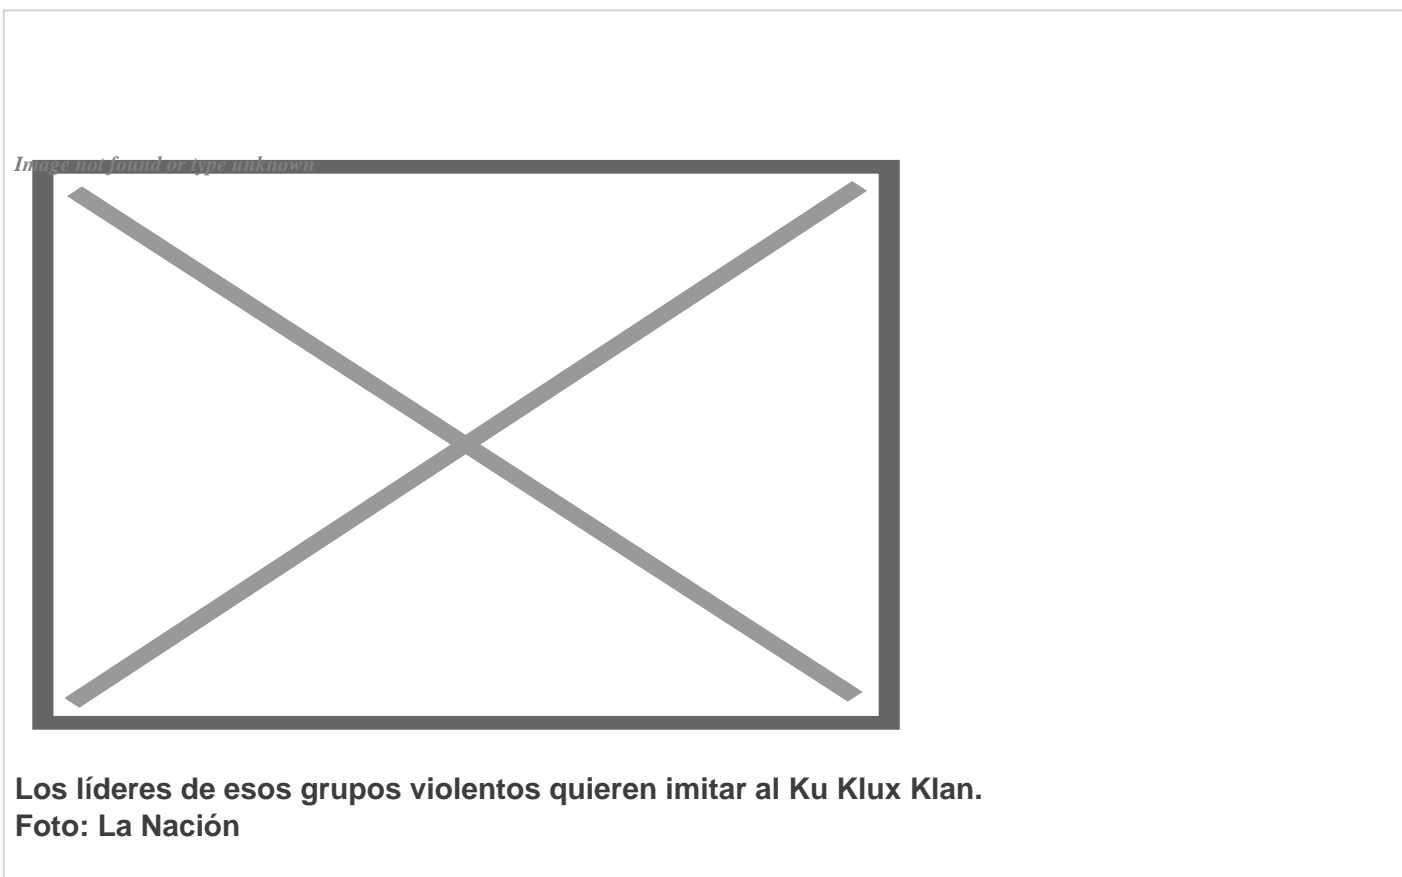 Image not found or type unknown
Los líderes de esos grupos violentos quieren imitar al Ku Klux Klan.
Foto: La Nación